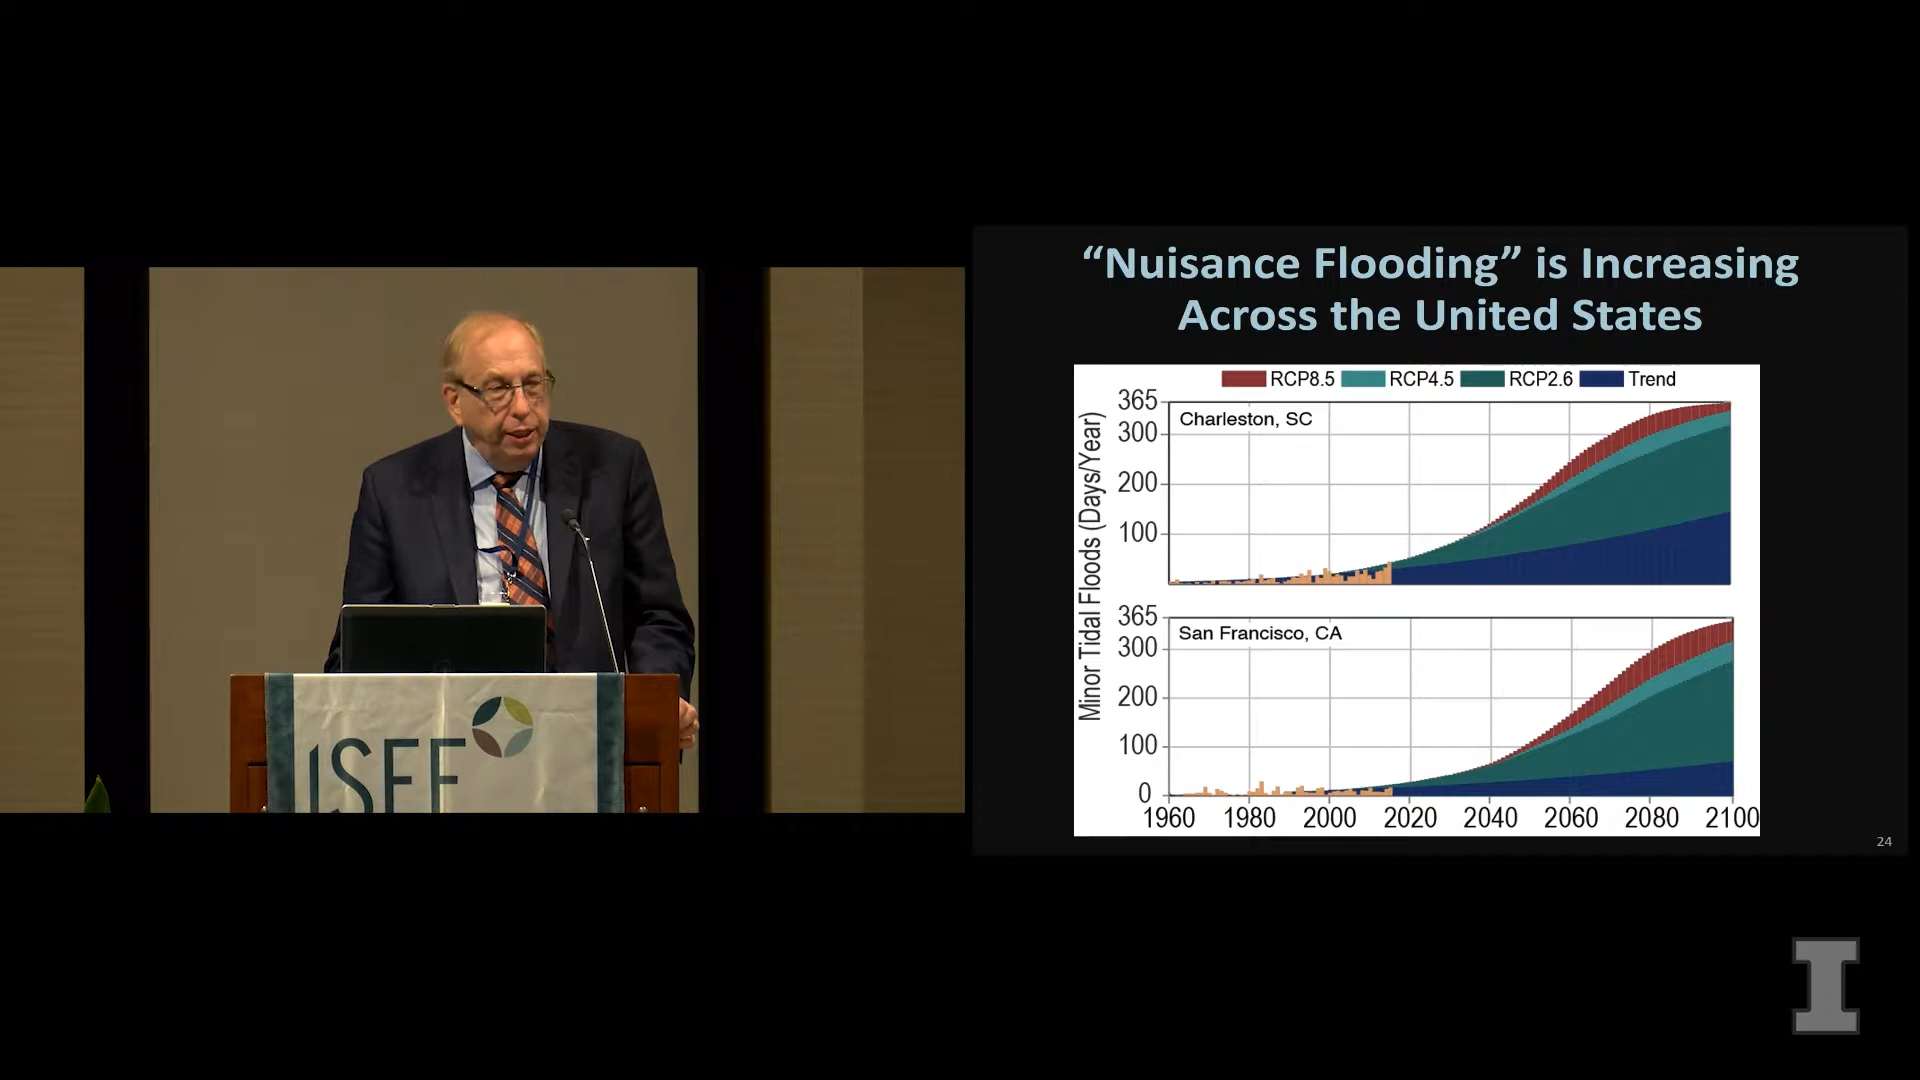 “Nuisance Flooding” is Increasing
Across the United States
RCP8.5 RCP4.5 RCP2.6 Trend
Minor Tidal Floods (Days/Year)
365
Charleston, SC
300
200
100
365
San Francisco, CA
300
200
100
0
1960 1980 2000 2020 2040 2060 2080 2100
24
ISEE
I